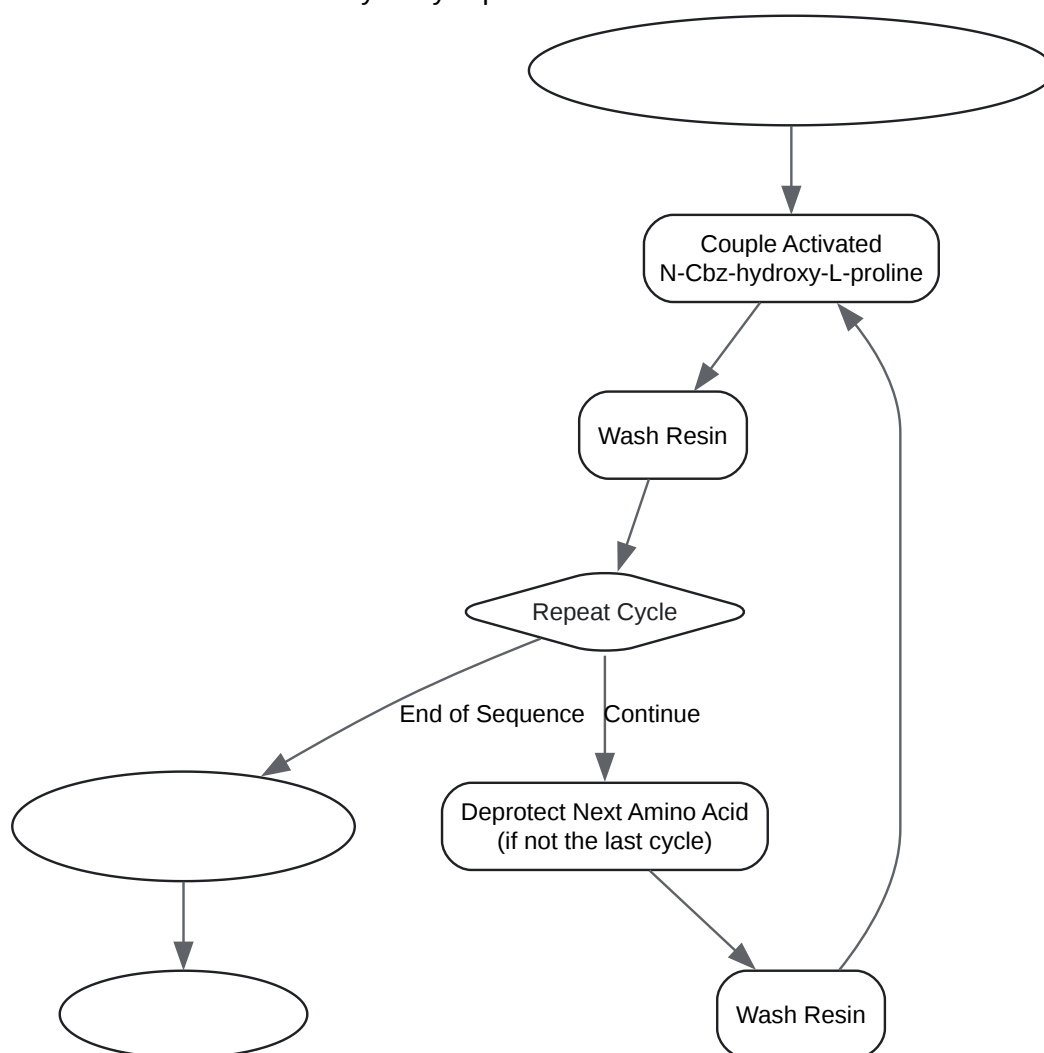 Couple Activated
N-Cbz-hydroxy-L-proline
Wash Resin
Repeat Cycle
End of Sequence
Continue
Deprotect Next Amino Acid
(if not the last cycle)
Wash Resin